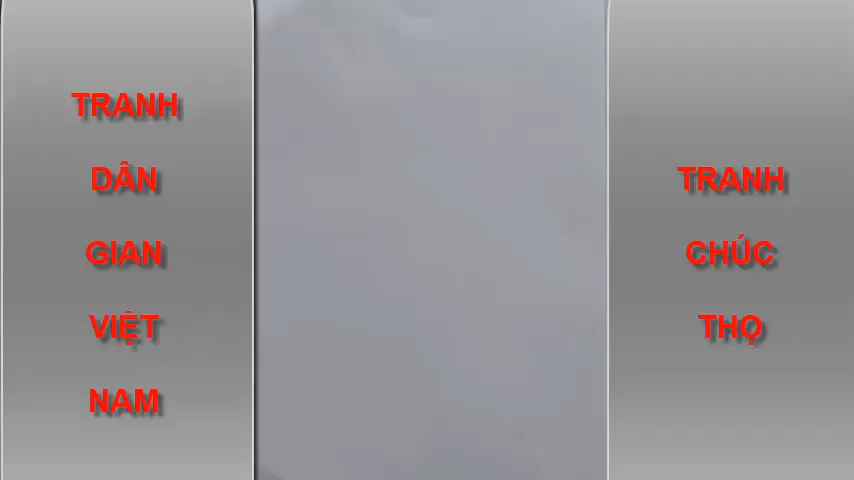 TRANH
DÂN
GIAN
VIỆT
NAM
TRANH
CHÚC
THỌ